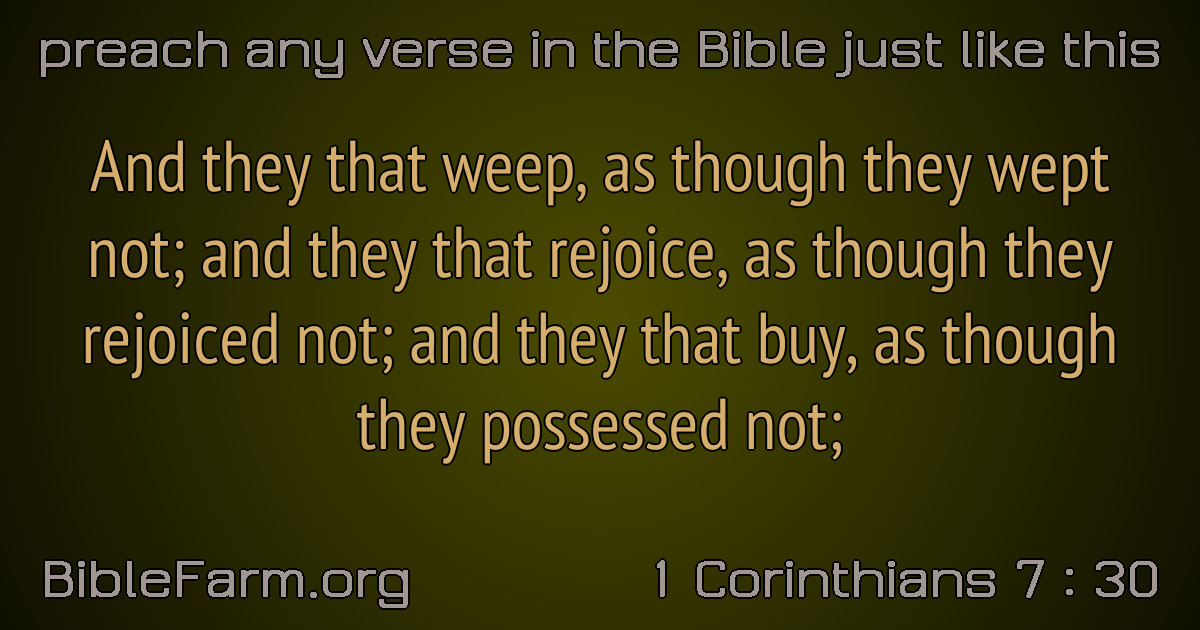 preach any verse in the Bible just like this
And they that weep, as though they wept
not; and they that rejoice, as though they
rejoiced not; and they that buy, as though
they possessed not;
BibleFarm.org
1 Corinthians 7 : 30